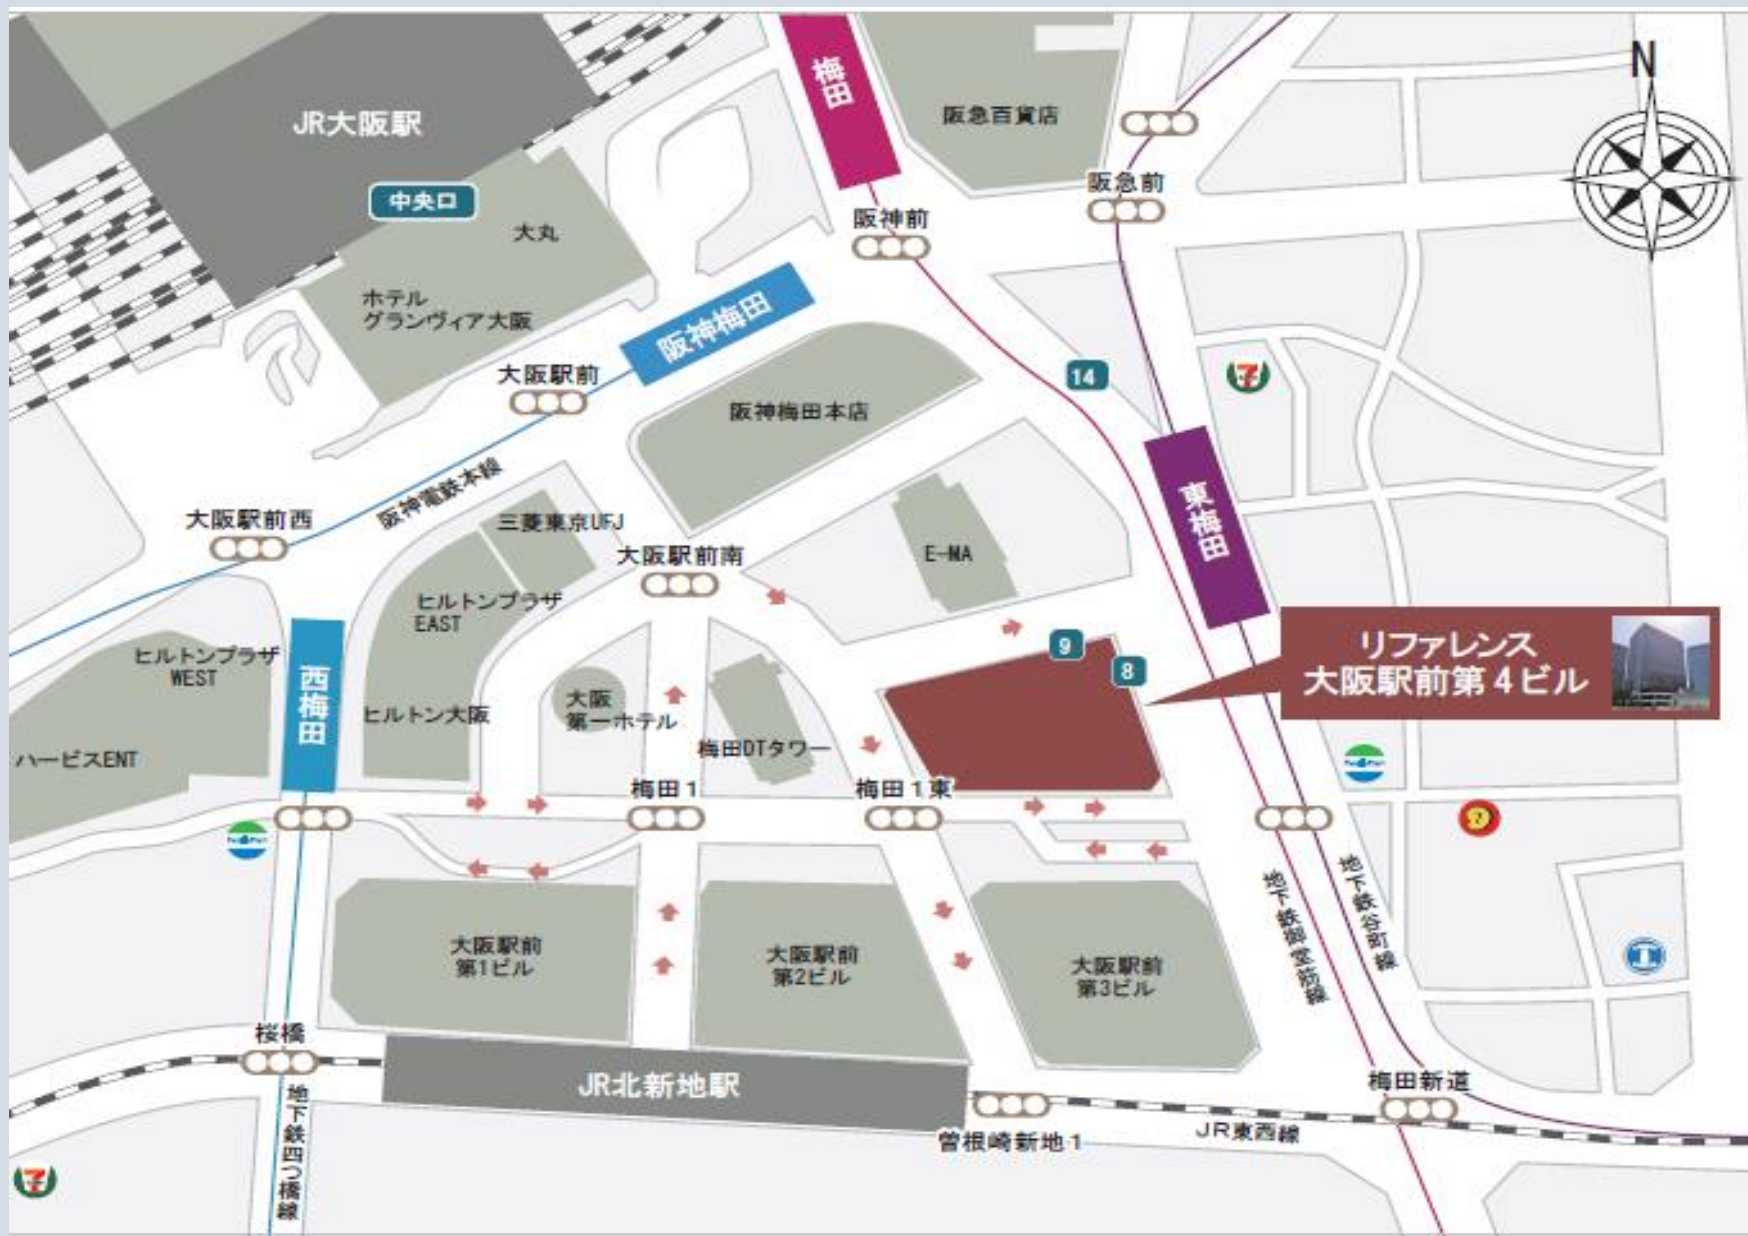 N
梅田
JR大阪駅
阪急百貨店
中央口
阪急前
大丸
阪神前
ホテル
グランヴィア大阪
阪神梅田
大阪駅前
14
7
阪神梅田本店
阪神電鉄本線
大阪駅前西
三菱東京UFJ
東梅田
大阪駅前南
E-MA
ヒルトンプラザ
EAST
ヒルトンプラザ
WEST
9
8
リファレンス
大阪駅前第4ビル
西梅田
大阪
第一ホテル
ヒルトン大阪
梅田DTタワー
ハービスENT
梅田1
梅田1東
地下鉄御堂筋線
地下鉄谷町線
大阪駅前
第1ビル
大阪駅前
第2ビル
大阪駅前
第3ビル
桜橋
JR北新地駅
梅田新道
地下鉄四つ橋線
曽根崎新地1
JR東西線
7